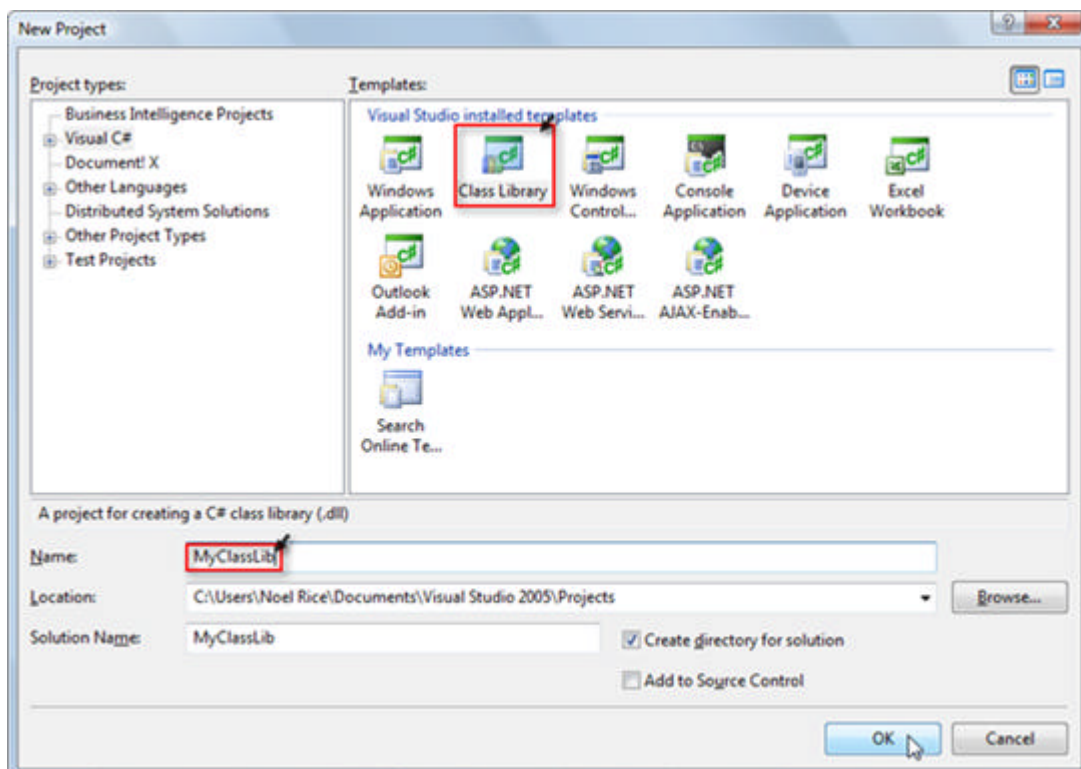 New Project
Project types:
Templates:
Business Intelligence Projects
Visual C#
Document! X
Other Languages
Distributed System Solutions
Other Project Types
Test Projects
Visual Studio installed templates
Windows
Application
Class Library
Windows
Control...
Console
Application
Device
Application
Excel
Workbook
Outlook
Add-in
ASP.NET
Web Appl...
ASP.NET
Web Servi...
ASP.NET
AJAX-Enab...
My Templates
Search
Online Te...
A project for creating a C# class library (.dll)
Name:
MyClassLib
Location:
C:\Users\Noel Rice\Documents\Visual Studio 2005\Projects
Browse...
Solution Name:
MyClassLib
Create directory for solution
Add to Source Control
OK
Cancel